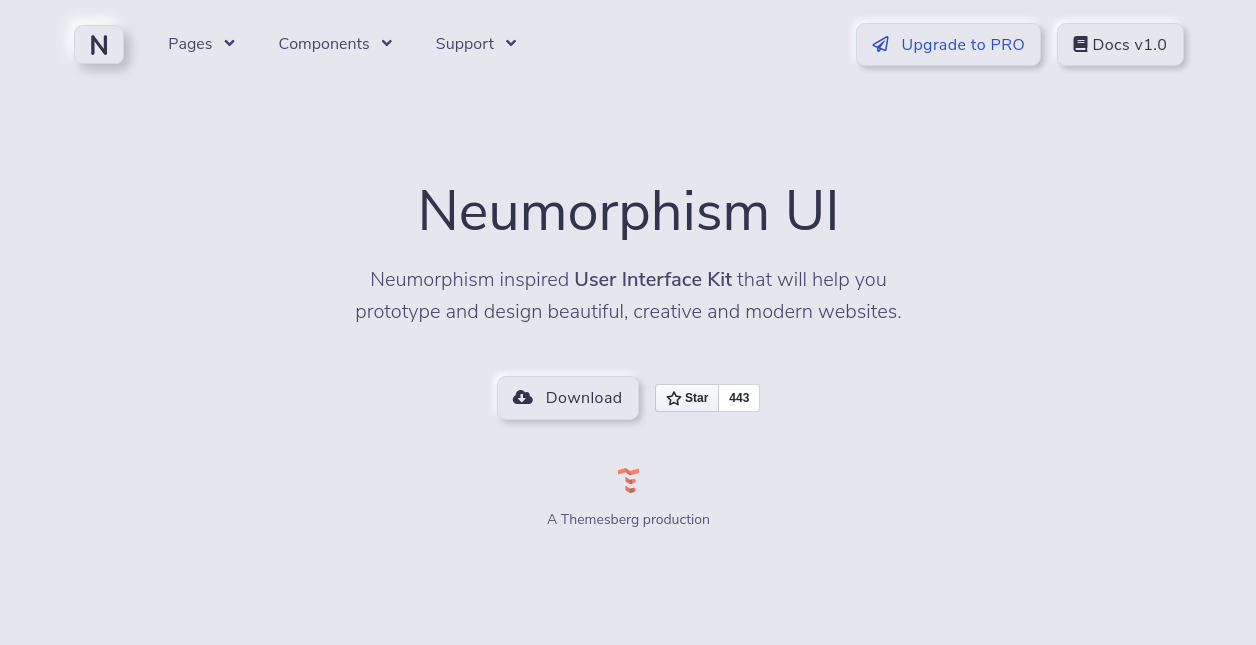 N
Pages
Components
Support
Upgrade to PRO
Docs v1.0
Neumorphism UI
Neumorphism inspired User Interface Kit that will help you
prototype and design beautiful, creative and modern websites.
Download
Star
443
A Themesberg production